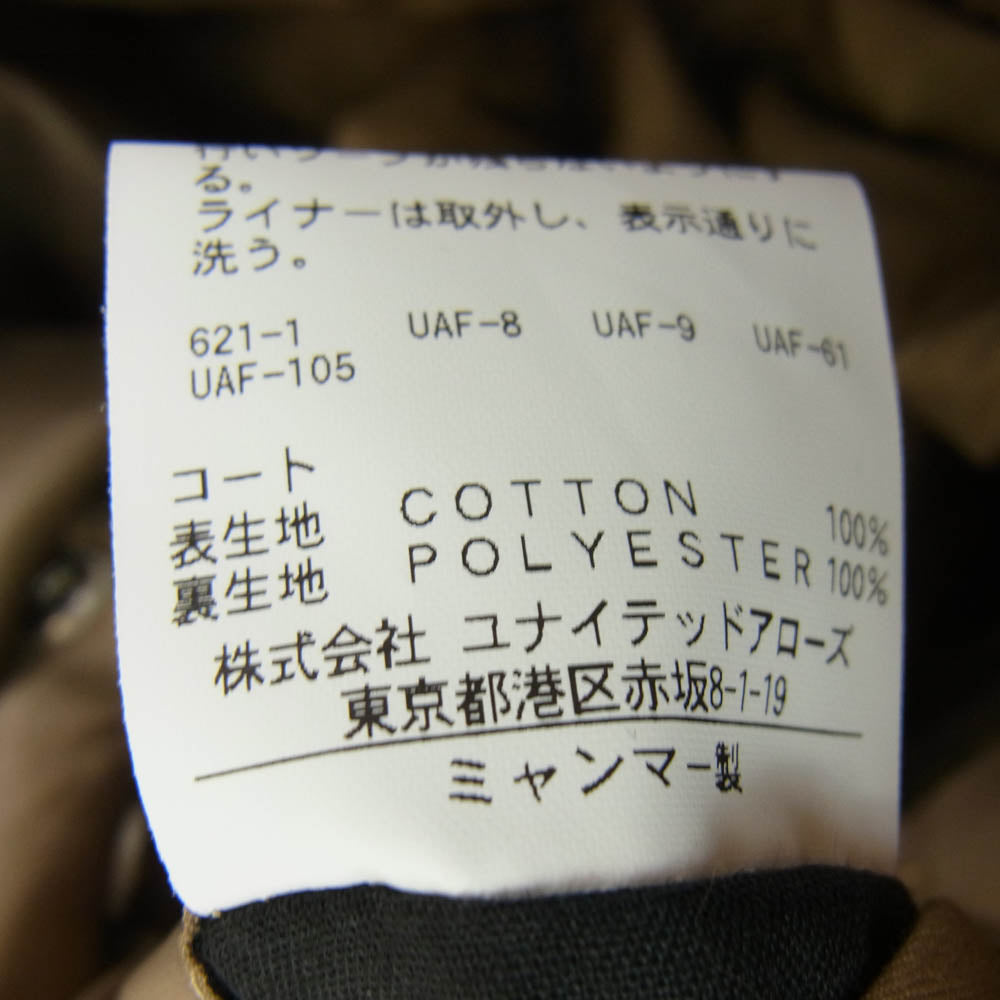 る。
ライナーは取外し、表示通りに
洗う。
621-1 UAF-8 UAF-9 UAF-61
UAF-105
コート
表生地 COTTON 100%
裏生地 POLYESTER 100%
株式会社 ユナイテッドアローズ
東京都港区赤坂8-1-19
ミャンマー製